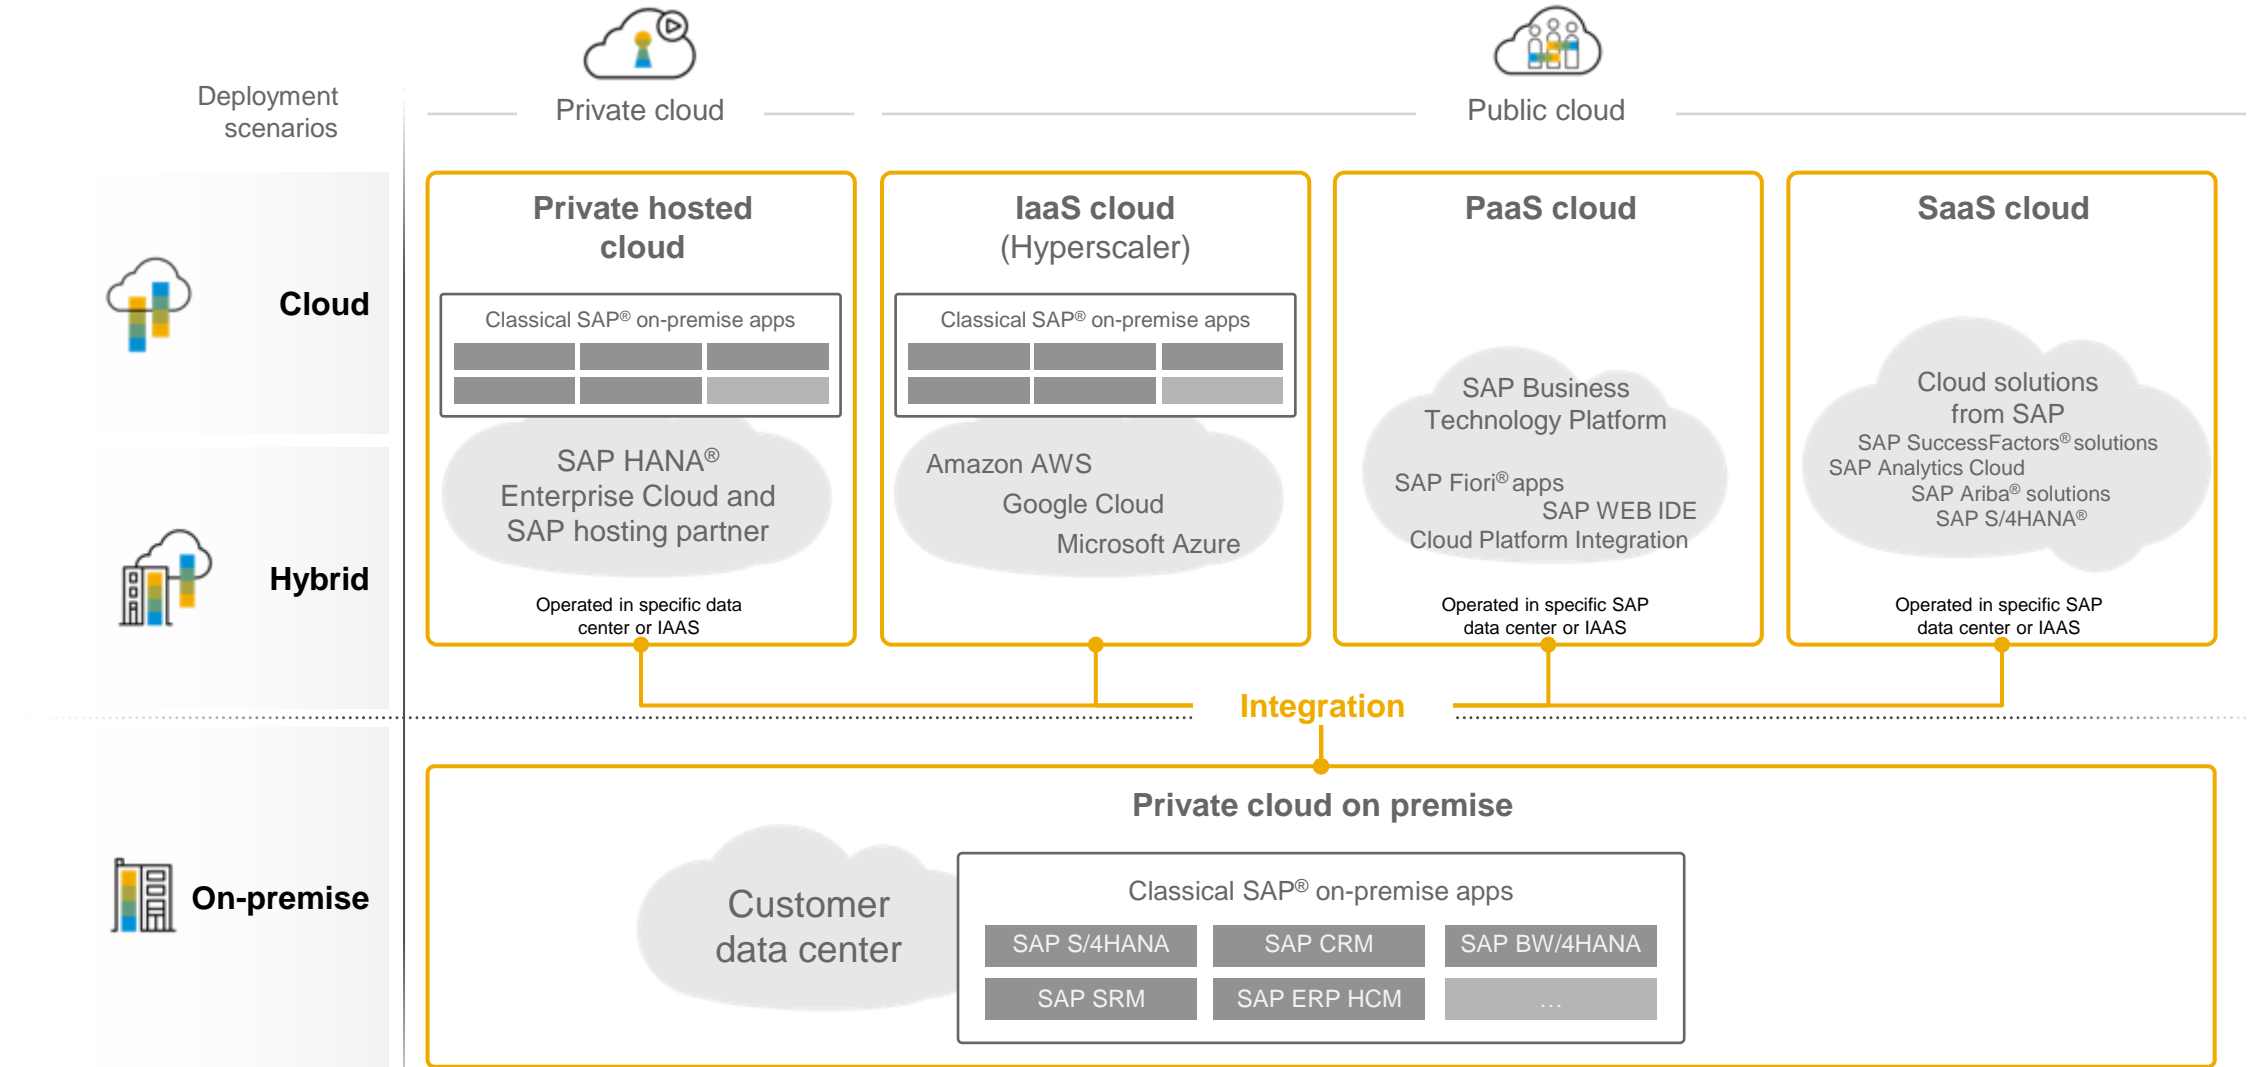 Deployment
scenarios
Private cloud
Public cloud
Cloud
Hybrid
On-premise
Private hosted
cloud
Classical SAP® on-premise apps
SAP HANA®
Enterprise Cloud and
SAP hosting partner
Operated in specific data
center or IAAS
IaaS cloud
(Hyperscaler)
Classical SAP® on-premise apps
Amazon AWS
Google Cloud
Microsoft Azure
PaaS cloud
SAP Business
Technology Platform
SAP Fiori® apps
SAP WEB IDE
Cloud Platform Integration
Operated in specific SAP
data center or IAAS
SaaS cloud
Cloud solutions
from SAP
SAP SuccessFactors® solutions
SAP Analytics Cloud
SAP Ariba® solutions
SAP S/4HANA®
Operated in specific SAP
data center or IAAS
Integration
Private cloud on premise
Customer
data center
Classical SAP® on-premise apps
SAP S/4HANA
SAP CRM
SAP BW/4HANA
SAP SRM
SAP ERP HCM
…